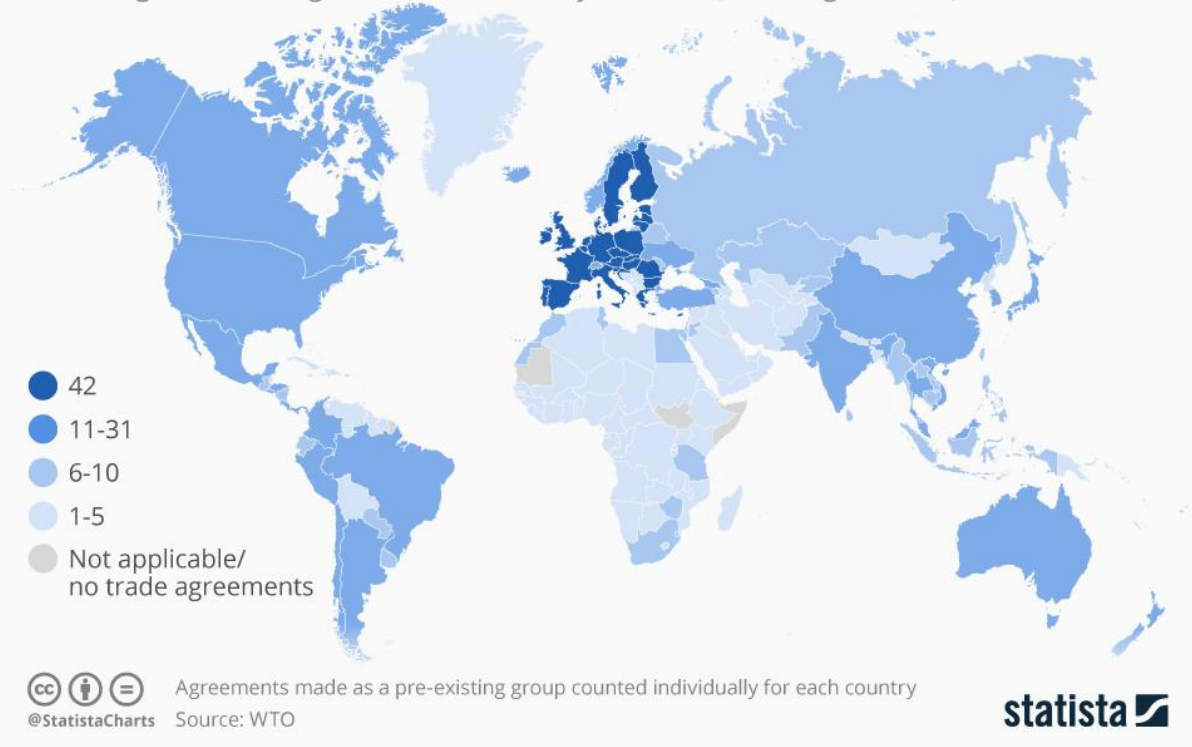 42
11-31
6-10
1-5
Not applicable/
no trade agreements
Agreements made as a pre-existing group counted individually for each country
@StatistaCharts Source: WTO
statista